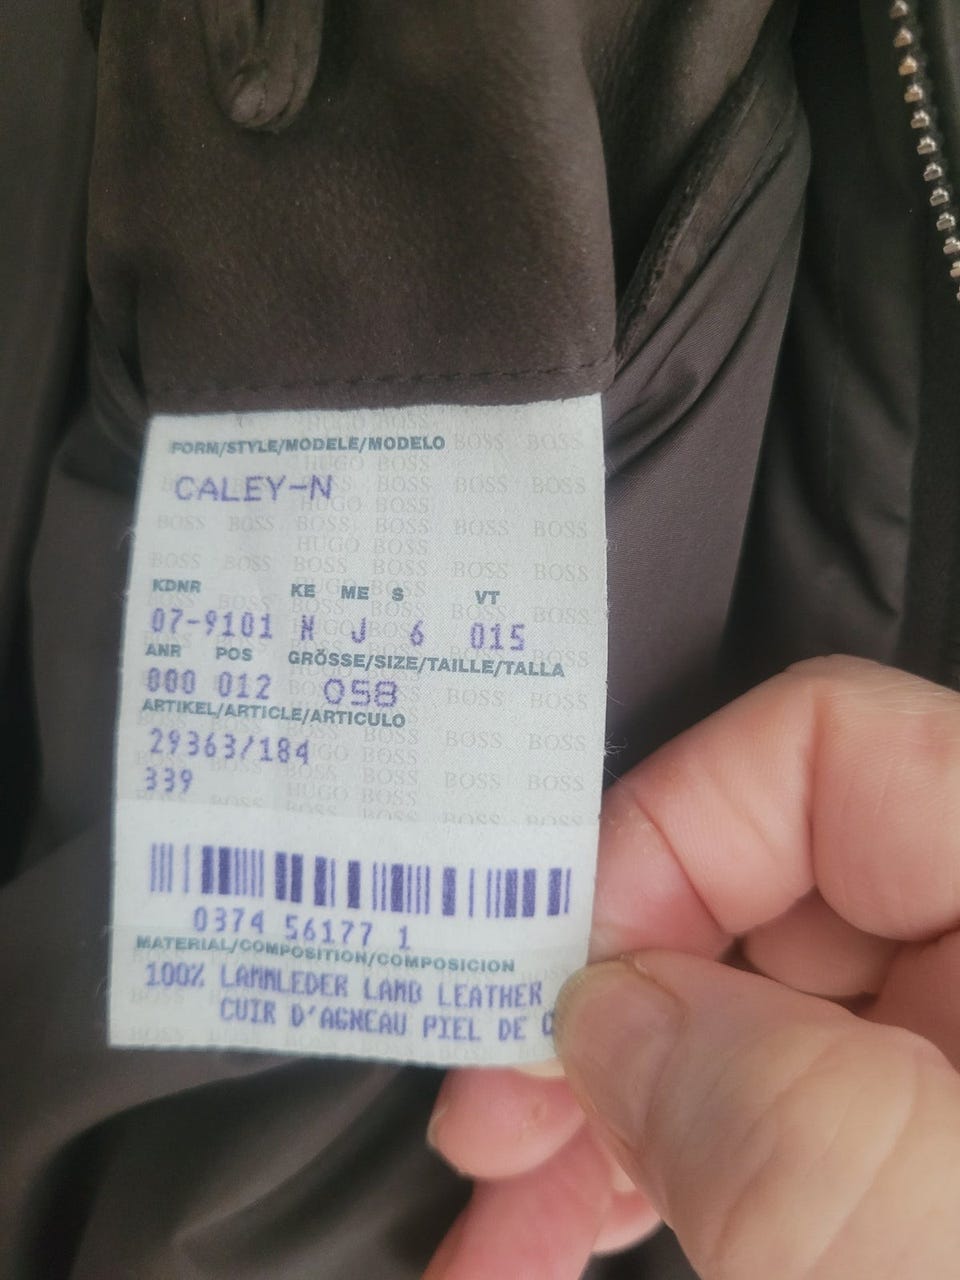 FORM/STYLE/MODELE/MODELO
CALEY-N
KDNR KE ME S VT
07-9101 N J 6 015
ANR POS GRÖSSE/SIZE/TAILLE/TALLA
000 012 058
ARTIKEL/ARTICLE/ARTICULO
29363/184
339
0374 56177 1
MATERIAL/COMPOSITION/COMPOSICION
100% LAMMLEDER LAMB LEATHER
CUIR D'AGNEAU PIEL DE
HUGO BOSS